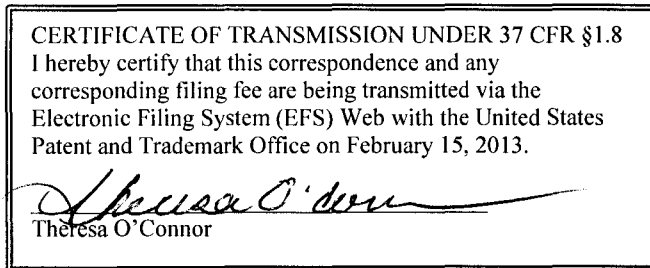 CERTIFICATE OF TRANSMISSION UNDER 37 CFR §1.8
I hereby certify that this correspondence and any
corresponding filing fee are being transmitted via the
Electronic Filing System (EFS) Web with the United States
Patent and Trademark Office on February 15, 2013.
Theresa O'Connor
Theresa O’Connor